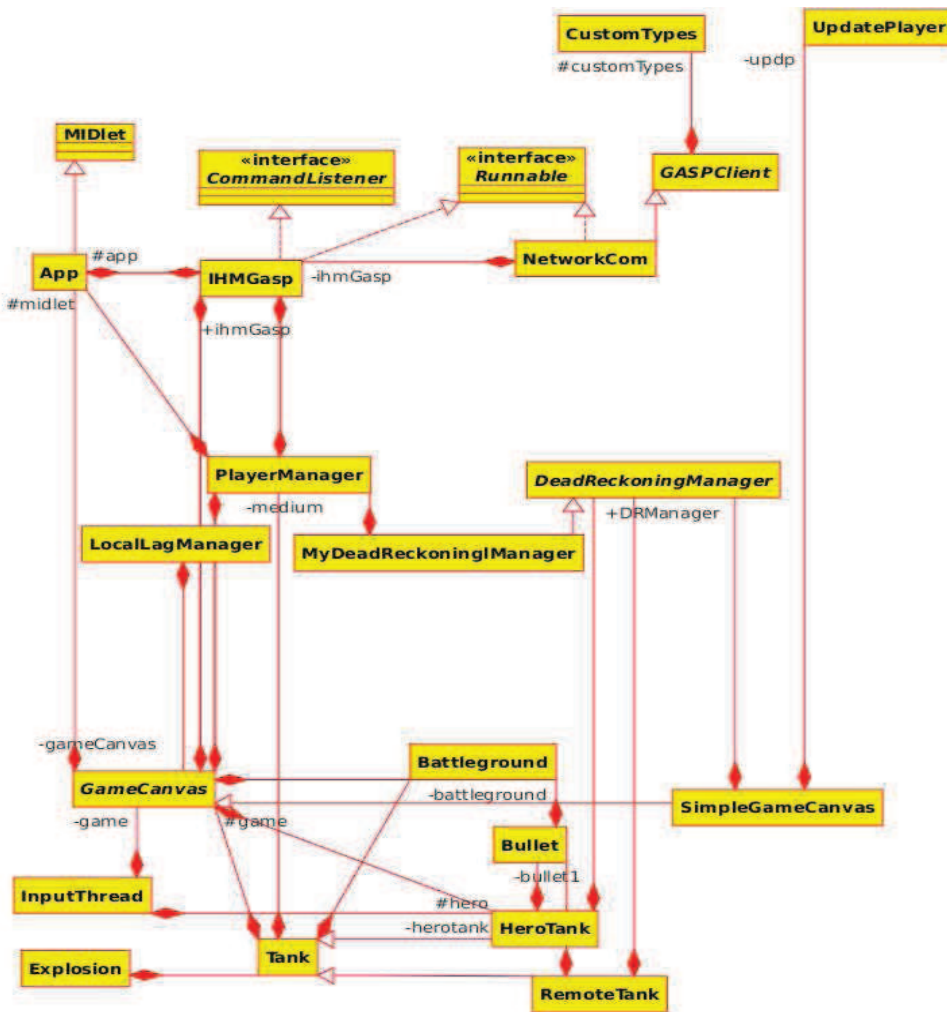 CustomTypes
UpdatePlayer
#customTypes
-updp
MIDlet
«interface»
CommandListener
«interface»
Runnable
GASPClient
#app
App
IHMGasp
-ihmGasp
NetworkCom
#midlet
+ihmGasp
PlayerManager
DeadReckoningManager
-medium
+DRManager
LocalLagManager
MyDeadReckoninglManager
-gameCanvas
Battleground
GameCanvas
-battleground
SimpleGameCanvas
-game
#game
Bullet
-bullet1
InputThread
#hero
-herotank
HeroTank
Tank
Explosion
RemoteTank